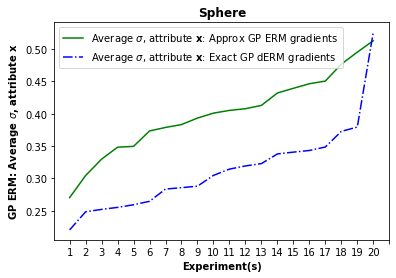 Sphere
Average σ, attribute x: Approx GP ERM gradients
Average σ, attribute x: Exact GP dERM gradients
GP ERM: Average σ, attribute x
0.50
0.45
0.40
0.35
0.30
0.25
1 2 3 4 5 6 7 8 9 10 11 12 13 14 15 16 17 18 19 20
Experiment(s)